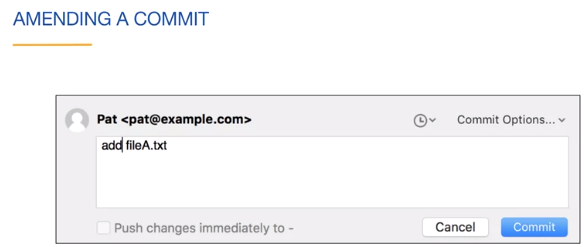 AMENDING A COMMIT
Pat <pat@example.com>
Commit Options...
add fileA.txt
Push changes immediately to -
Cancel
Commit